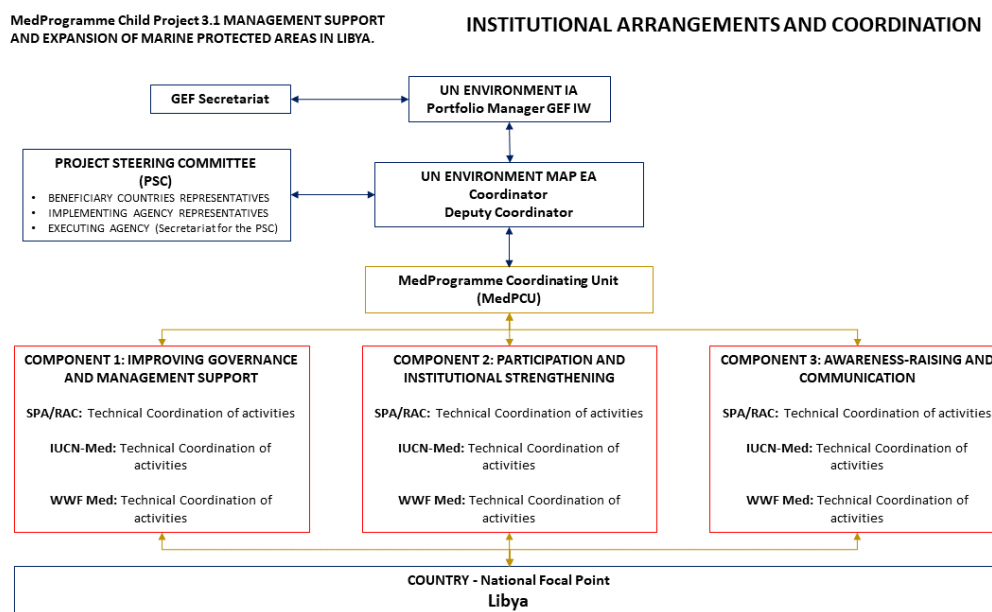 MedProgramme Child Project 3.1 MANAGEMENT SUPPORT
AND EXPANSION OF MARINE PROTECTED AREAS IN LIBYA.
INSTITUTIONAL ARRANGEMENTS AND COORDINATION
GEF Secretariat
UN ENVIRONMENT IA
Portfolio Manager GEF IW
PROJECT STEERING COMMITTEE
(PSC)
• BENEFICIARY COUNTRIES REPRESENTATIVES
• IMPLEMENTING AGENCY REPRESENTATIVES
• EXECUTING AGENCY (Secretariat for the PSC)
UN ENVIRONMENT MAP EA
Coordinator
Deputy Coordinator
MedProgramme Coordinating Unit
(MedPCU)
COMPONENT 1: IMPROVING GOVERNANCE
AND MANAGEMENT SUPPORT
SPA/RAC: Technical Coordination of activities
IUCN-Med: Technical Coordination of
activities
WWF Med: Technical Coordination of
activities
COMPONENT 2: PARTICIPATION AND
INSTITUTIONAL STRENGTHENING
SPA/RAC: Technical Coordination of activities
IUCN-Med: Technical Coordination of
activities
WWF Med: Technical Coordination of
activities
COMPONENT 3: AWARENESS-RAISING AND
COMMUNICATION
SPA/RAC: Technical Coordination of activities
IUCN-Med: Technical Coordination of
activities
WWF Med: Technical Coordination of
activities
COUNTRY - National Focal Point
Libya